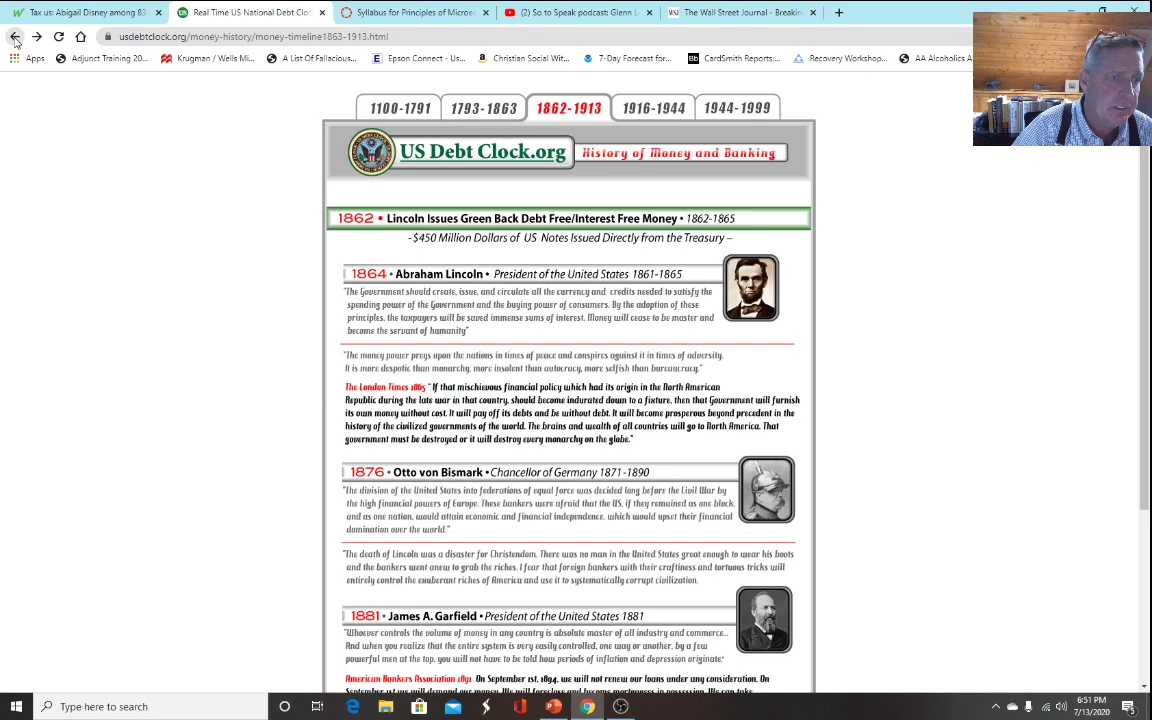 Tax us: Abigail Disney among 83
Real Time US National Debt Cloc
Syllabus for Principles of Microe
(2) So to Speak podcast: Glenn L
WSJ The Wall Street Journal - Breakin
usdebtclock.org/money-history/money-timeline1863-1913.html
Apps
Adjunct Training 20...
Krugman / Wells Mi...
A List Of Fallacious...
Epson Connect - Us...
Christian Social Wit...
7-Day Forecast for...
Bb CardSmith Reports:...
Recovery Workshop...
AA Alcoholics A
1100-1791 1793-1863 1862-1913 1916-1944 1944-1999
US Debt Clock.org History of Money and Banking
1862 • Lincoln Issues Green Back Debt Free/Interest Free Money • 1862-1865
-$450 Million Dollars of US Notes Issued Directly from the Treasury –
1864 • Abraham Lincoln • President of the United States 1861-1865
"The Government should create, issue, and circulate all the currency and credits needed to satisfy the
spending power of the Government and the buying power of consumers. By the adoption of these
principles, the taxpayers will be saved immense sums of interest. Money will cease to be master and
become the servant of humanity"
"The money power preys upon the nations in times of peace and conspires against it in times of adversity.
It is more despotic than monarchy, more insolent than autocracy, more selfish than bureaucracy."
The London Times 1865 "If that mischievous financial policy which had its origin in the North American
Republic during the late war in that country, should become indurated down to a fixture, then that Government will furnish
its own money without cost. It will pay off its debts and be without debt. It will become prosperous beyond precedent in the
history of the civilized governments of the world. The brains and wealth of all countries will go to North America. That
government must be destroyed or it will destroy every monarchy on the globe."
1876 • Otto von Bismark • Chancellor of Germany 1871-1890
"The division of the United States into federations of equal force was decided long before the Civil War by
the high financial powers of Europe. These bankers were afraid that the US, if they remained as one block,
and as one nation, would attain economic and financial independence, which would upset their financial
domination over the world."
"The death of Lincoln was a disaster for Christendom. There was no man in the United States great enough to wear his boots
and the bankers went anew to grab the riches. I fear that foreign bankers with their craftiness and tortuous tricks will
entirely control the exuberant riches of America and use it to systematically corrupt civilization.
1881 • James A. Garfield • President of the United States 1881
"Whoever controls the volume of money in any country is absolute master of all industry and commerce...
And when you realize that the entire system is very easily controlled, one way or another, by a few
powerful men at the top, you will not have to be told how periods of inflation and depression originate."
American Bankers Association 1891 On September 1st, 1894, we will not renew our loans under any consideration. On
September 1st we will demand our money. We will foreclose and become mortgagees in possession. We can take
Type here to search
6:51 PM
7/13/2020